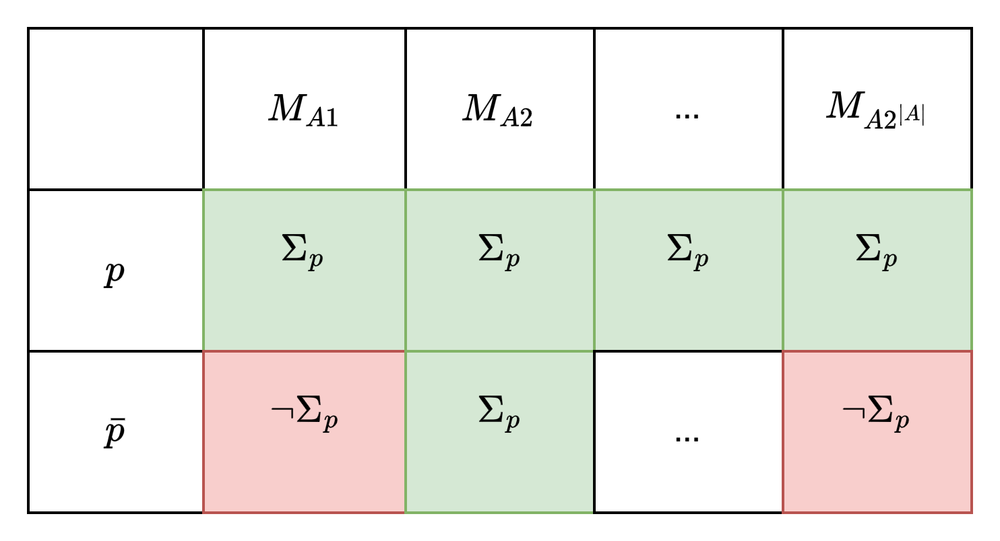 M_{A1} M_{A2} ... M_{A2^{|A|}}
p Σ_p Σ_p Σ_p Σ_p
p̄ ¬Σ_p Σ_p ... ¬Σ_p